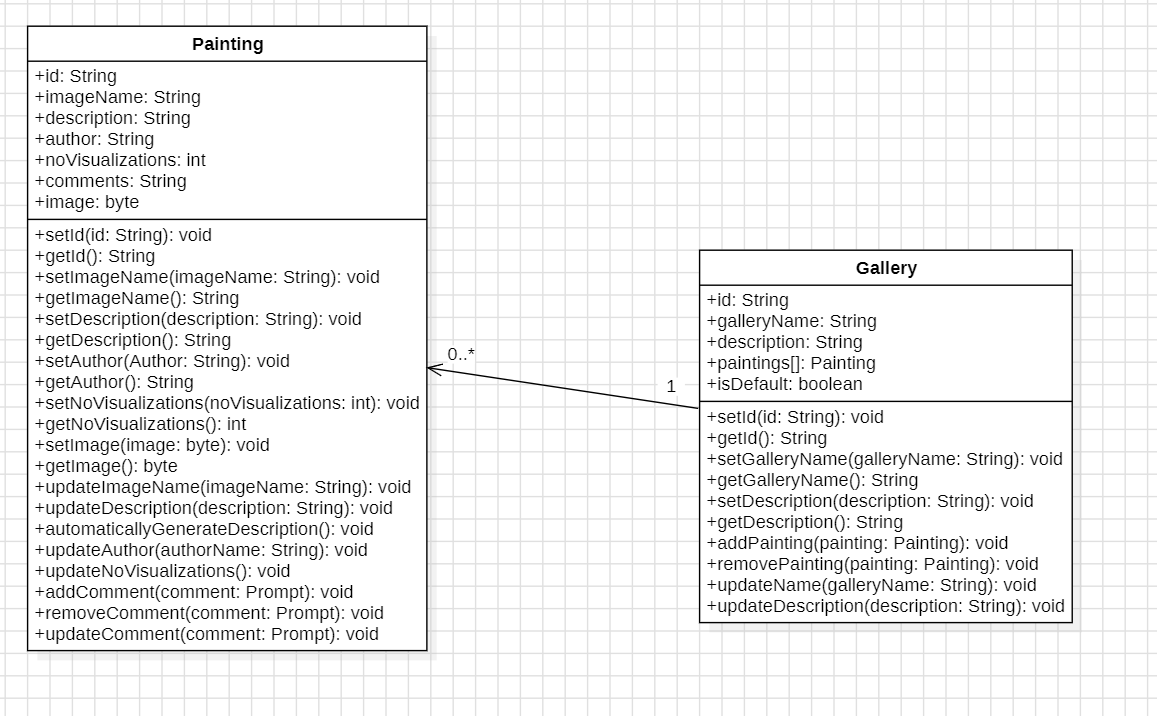 Painting
+id: String
+imageName: String
+description: String
+author: String
+noVisualizations: int
+comments: String
+image: byte
+setId(id: String): void
+getId(): String
+setImageName(imageName: String): void
+getImageName(): String
+setDescription(description: String): void
+getDescription(): String
+setAuthor(Author: String): void
+getAuthor(): String
+setNoVisualizations(noVisualizations: int): void
+getNoVisualizations(): int
+setImage(image: byte): void
+getImage(): byte
+updateImageName(imageName: String): void
+updateDescription(description: String): void
+automaticallyGenerateDescription(): void
+updateAuthor(authorName: String): void
+updateNoVisualizations(): void
+addComment(comment: Prompt): void
+removeComment(comment: Prompt): void
+updateComment(comment: Prompt): void
0..*
1
Gallery
+id: String
+galleryName: String
+description: String
+paintings[]: Painting
+isDefault: boolean
+setId(id: String): void
+getId(): String
+setGalleryName(galleryName: String): void
+getGalleryName(): String
+setDescription(description: String): void
+getDescription(): String
+addPainting(painting: Painting): void
+removePainting(painting: Painting): void
+updateName(galleryName: String): void
+updateDescription(description: String): void